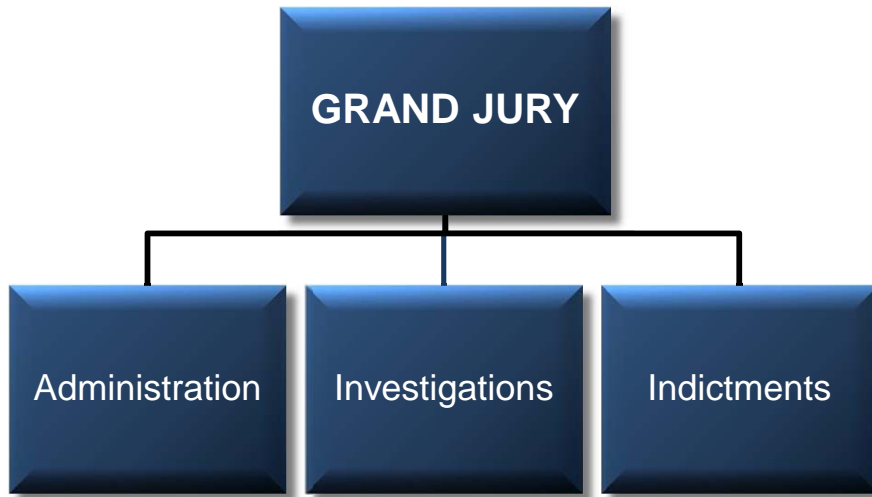 GRAND JURY
Administration
Investigations
Indictments